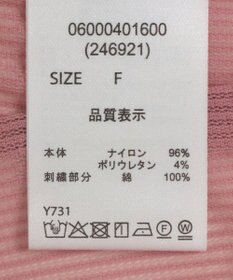 06000401600
(246921)
SIZE F
品質表示
本体 ナイロン 96%
ポリウレタン 4%
刺繍部分 綿 100%
Y731